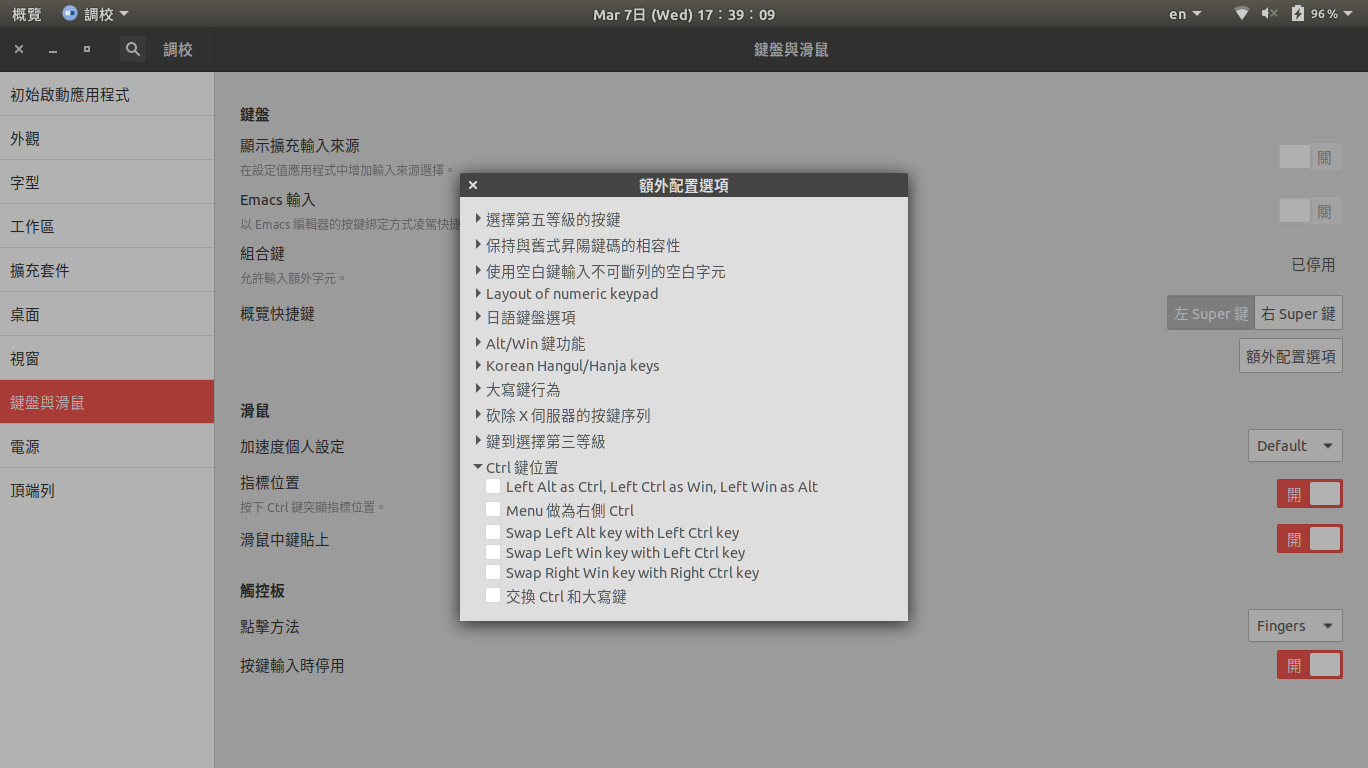 概覽 調校 Mar 7日 (Wed) 17：39：09 en 96%
調校 鍵盤與滑鼠
初始啟動應用程式
外觀
字型
工作區
擴充套件
桌面
視窗
鍵盤與滑鼠
電源
頂端列
鍵盤
顯示擴充輸入來源 關
在設定值應用程式中增加輸入來源選擇。
Emacs 輸入 關
以 Emacs 編輯器的按鍵綁定方式凌駕快捷
組合鍵 已停用
允許輸入額外字元。
概覽快捷鍵 左 Super 鍵 右 Super 鍵
額外配置選項
滑鼠
加速度個人設定 Default
指標位置 開
按下 Ctrl 鍵突顯指標位置。
滑鼠中鍵貼上 開
觸控板
點擊方法 Fingers
按鍵輸入時停用 開
額外配置選項
選擇第五等級的按鍵
保持與舊式昇陽鍵碼的相容性
使用空白鍵輸入不可斷列的空白字元
Layout of numeric keypad
日語鍵盤選項
Alt/Win 鍵功能
Korean Hangul/Hanja keys
大寫鍵行為
砍除 X 伺服器的按鍵序列
鍵到選擇第三等級
Ctrl 鍵位置
Left Alt as Ctrl, Left Ctrl as Win, Left Win as Alt
Menu 做為右側 Ctrl
Swap Left Alt key with Left Ctrl key
Swap Left Win key with Left Ctrl key
Swap Right Win key with Right Ctrl key
交換 Ctrl 和大寫鍵